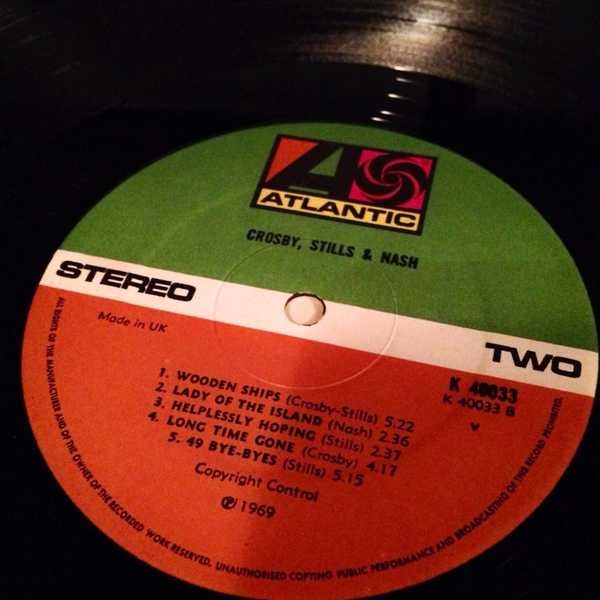 ATLANTIC
CROSBY, STILLS & NASH
STEREO
TWO
Made in UK
K 40033
K 40033 B
1. WOODEN SHIPS (Crosby-Stills) 5.22
2. LADY OF THE ISLAND (Nash) 2.36
3. HELPLESSLY HOPING (Stills) 2.37
4. LONG TIME GONE (Crosby) 4.17
5. 49 BYE-BYES (Stills) 5.15
Copyright Control
℗ 1969
ALL RIGHTS OF THE MANUFACTURER AND OF THE OWNER OF THE RECORDED WORK RESERVED. UNAUTHORISED COPYING PUBLIC PERFORMANCE AND BROADCASTING OF THIS RECORD PROHIBITED.